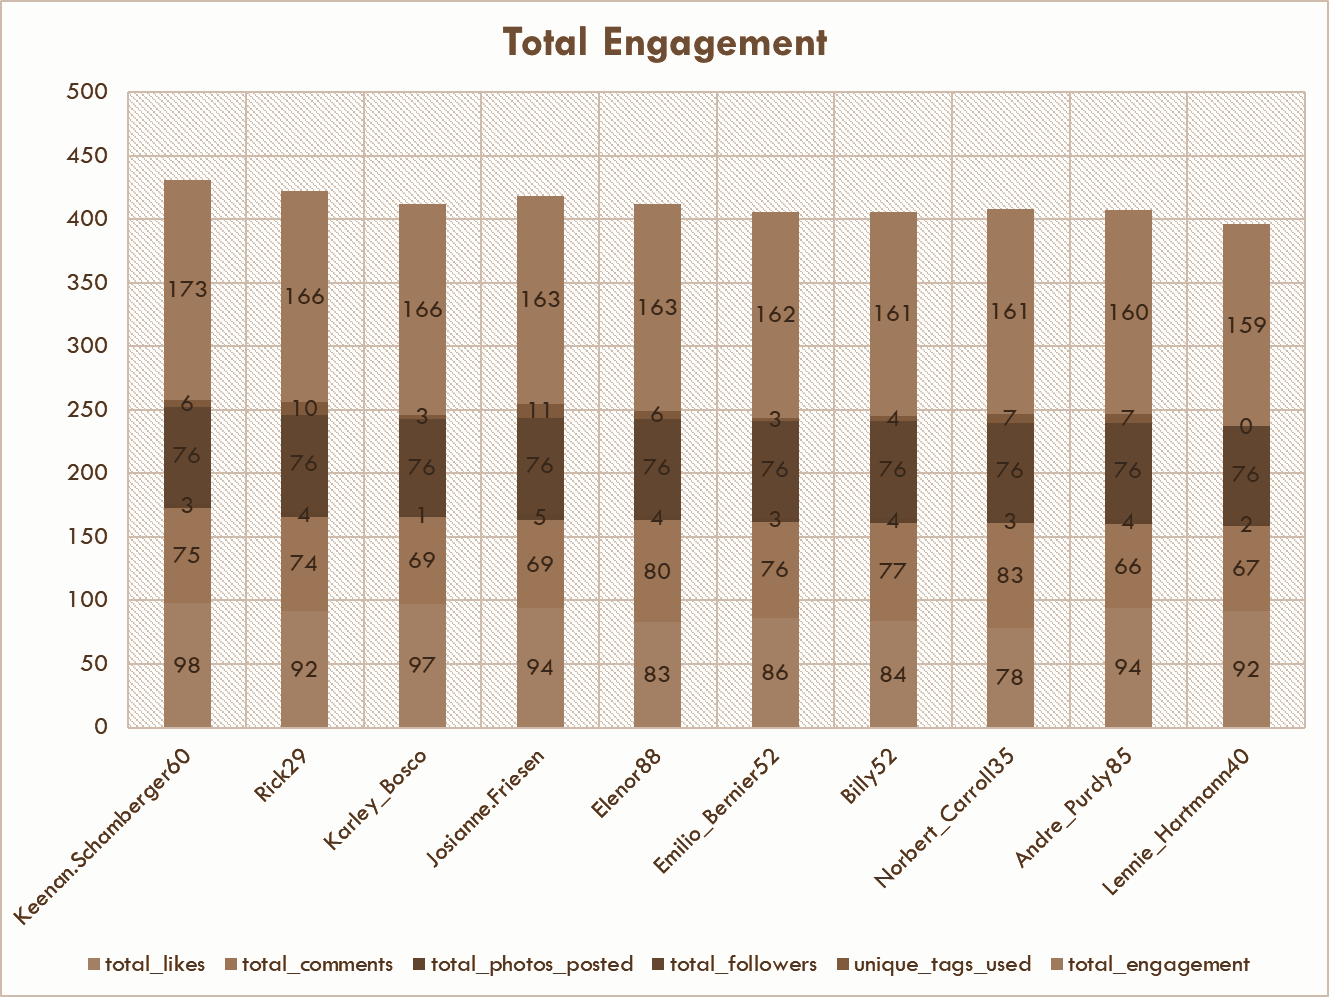 Total Engagement
500
450
400
350
300
250
200
150
100
50
0
173 166 166 163 163 162 161 161 160 159
6 10 3 11 6 3 4 7 7 0
76 76 76 76 76 76 76 76 76 76
3 4 1 5 4 3 4 3 4 2
75 74 69 69 80 76 77 83 66 67
98 92 97 94 83 86 84 78 94 92
Keenan.Schamberger60
Rick29
Karley_Bosco
Josianne.Friesen
Elenor88
Emilio_Bernier52
Billy52
Norbert_Carroll35
Andre_Purdy85
Lennie_Hartmann40
total_likes total_comments total_photos_posted total_followers unique_tags_used total_engagement